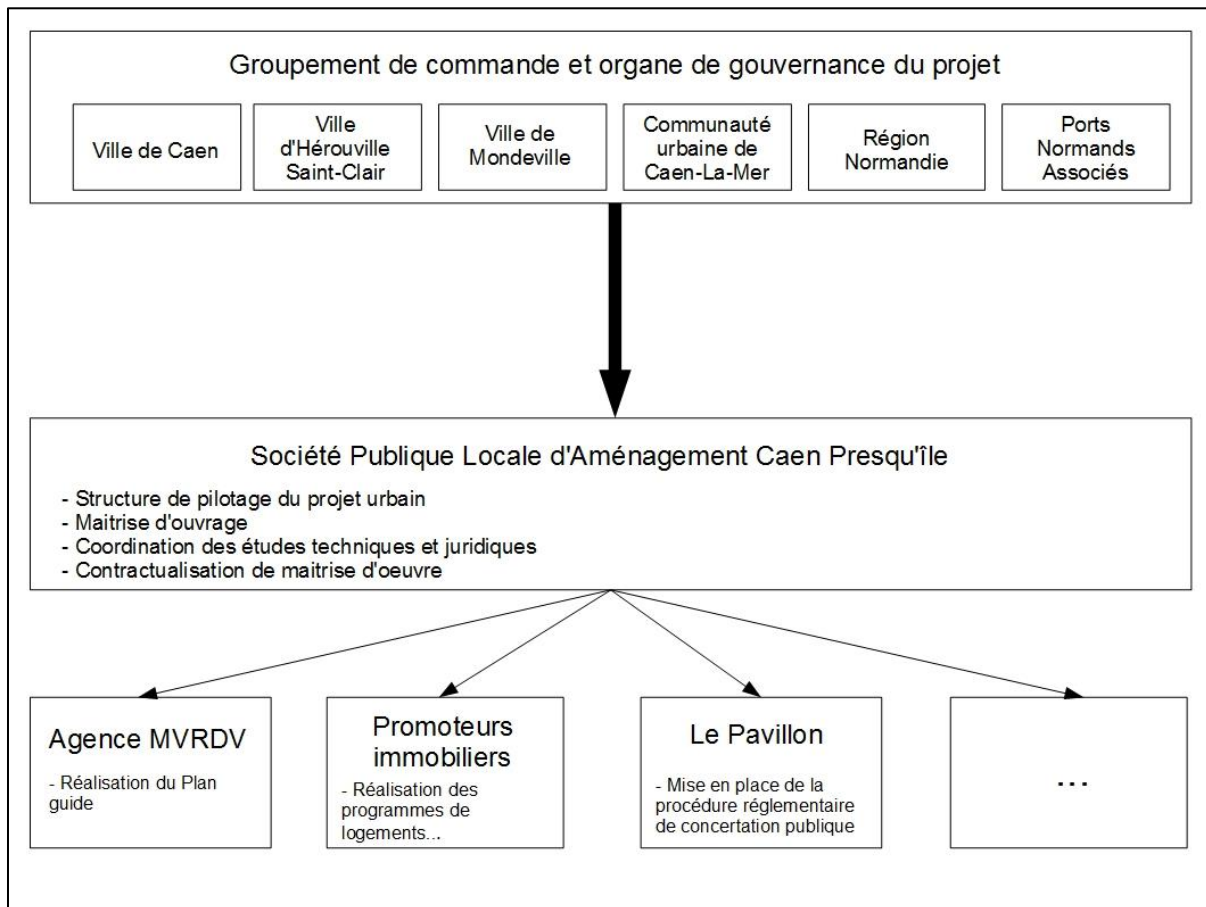 Groupement de commande et organe de gouvernance du projet
Ville de Caen
Ville
d'Hérouville
Saint-Clair
Ville de
Mondeville
Communauté
urbaine de
Caen-La-Mer
Région
Normandie
Ports
Normands
Associés
Société Publique Locale d'Aménagement Caen Presqu'île
- Structure de pilotage du projet urbain
- Maitrise d'ouvrage
- Coordination des études techniques et juridiques
- Contractualisation de maitrise d'oeuvre
Agence MVRDV
- Réalisation du Plan
guide
Promoteurs
immobiliers
- Réalisation des
programmes de
logements...
Le Pavillon
- Mise en place de la
procédure réglementaire
de concertation publique
...